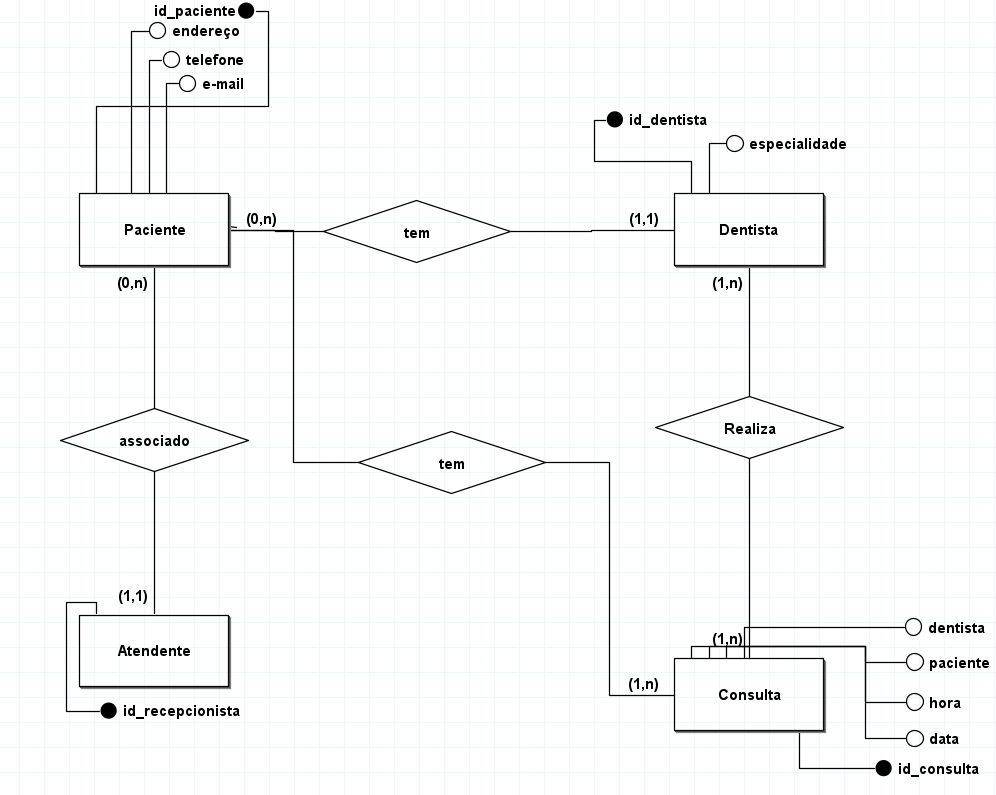 id_paciente
endereço
telefone
e-mail
id_dentista
especialidade
Paciente
(0,n)
tem
(1,1)
Dentista
(0,n)
(1,n)
associado
Realiza
tem
(1,1)
Atendente
id_recepcionista
(1,n)
(1,n)
Consulta
dentista
paciente
hora
data
id_consulta